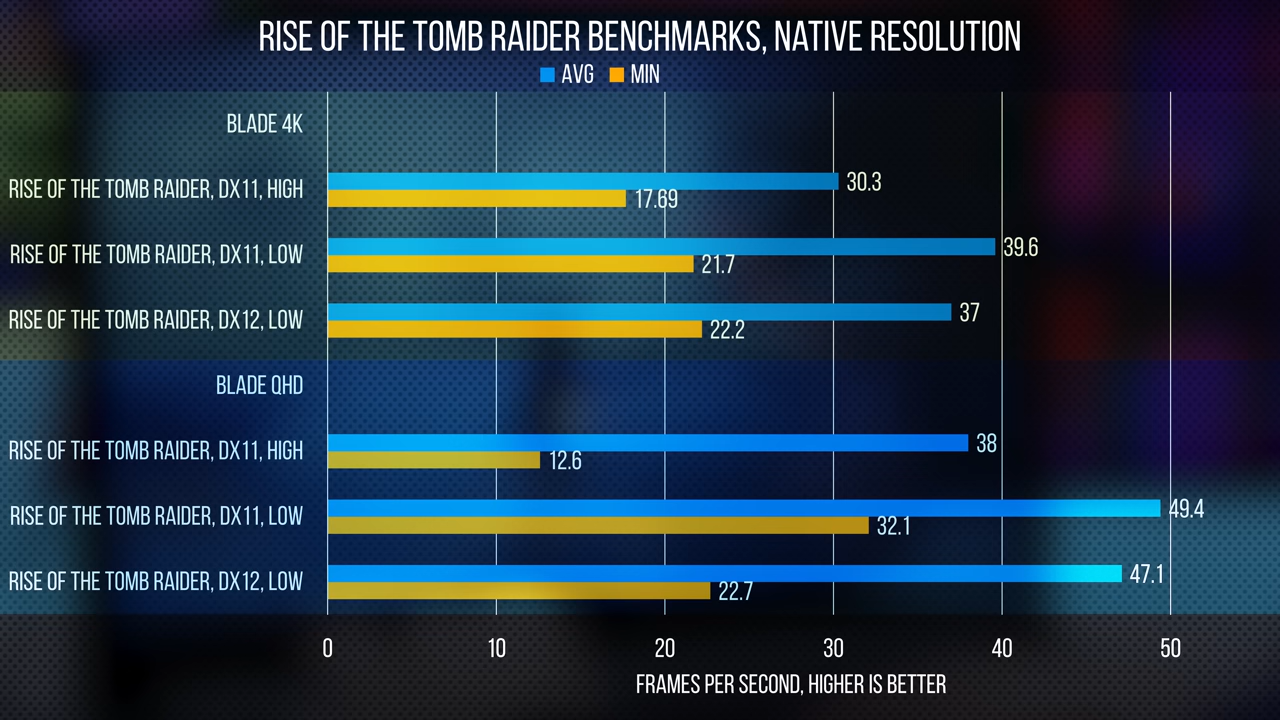 RISE OF THE TOMB RAIDER BENCHMARKS, NATIVE RESOLUTION
AVG MIN
BLADE 4K
RISE OF THE TOMB RAIDER, DX11, HIGH 30.3
17.69
RISE OF THE TOMB RAIDER, DX11, LOW 39.6
21.7
RISE OF THE TOMB RAIDER, DX12, LOW 37
22.2
BLADE QHD
RISE OF THE TOMB RAIDER, DX11, HIGH 38
12.6
RISE OF THE TOMB RAIDER, DX11, LOW 49.4
32.1
RISE OF THE TOMB RAIDER, DX12, LOW 47.1
22.7
0 10 20 30 40 50
FRAMES PER SECOND, HIGHER IS BETTER